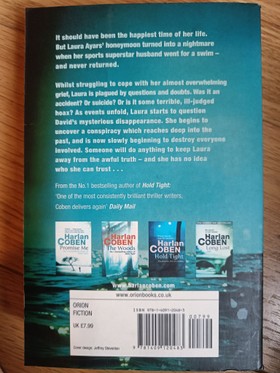 It should have been the happiest time of her life.
But Laura Ayars' honeymoon turned into a nightmare
when her sports superstar husband went for a swim –
and never returned.
Whilst struggling to cope with her almost overwhelming
grief, Laura is plagued by questions and doubts. Was it
an accident? Or suicide? Or is it some terrible, ill-judged
hoax? As events unfold, Laura starts to question
David's mysterious disappearance. She begins to
uncover a conspiracy which reaches deep into the
past, and is now slowly beginning to destroy everyone
involved. Someone will do anything to keep Laura
away from the awful truth – and she has no idea
who she can trust . . .
From the No.1 bestselling author of Hold Tight:
'One of the most consistently brilliant thriller writers.
Coben delivers again' Daily Mail
Harlan
COBEN
Promise Me
Harlan
COBEN
The Woods
Harlan
COBEN
Hold Tight
Harlan
COBEN
Long Lost
www.harlancoben.com
www.orionbooks.co.uk
ORION
FICTION
UK £7.99